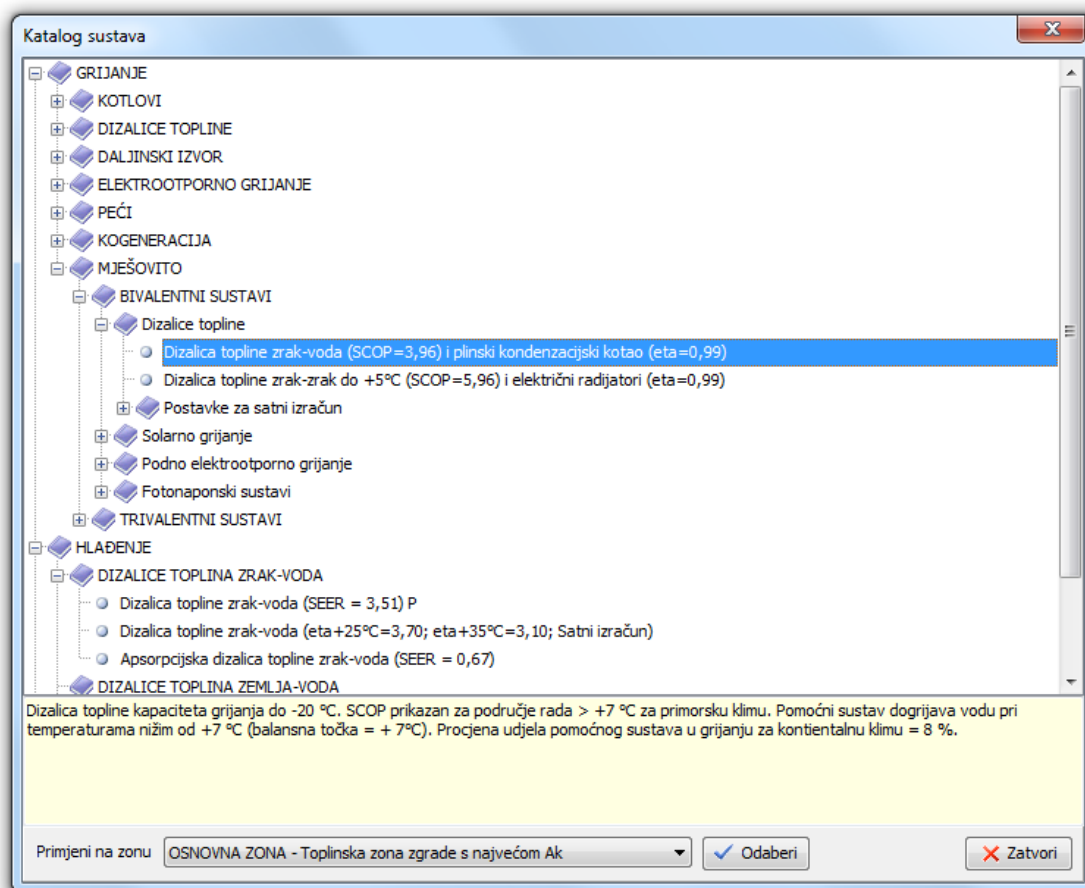 Katalog sustava
GRIJANJE
KOTLOVI
DIZALICE TOPLINE
DALJINSKI IZVOR
ELEKTROOTPORNO GRIJANJE
PEĆI
KOGENERACIJA
MJEŠOVITO
BIVALENTNI SUSTAVI
Dizalice topline
Dizalica topline zrak-voda (SCOP=3,96) i plinski kondenzacijski kotao (eta=0,99)
Dizalica topline zrak-zrak do +5°C (SCOP=5,96) i električni radijatori (eta=0,99)
Postavke za satni izračun
Solarno grijanje
Podno elektrootporno grijanje
Fotonaponski sustavi
TRIVALENTNI SUSTAVI
HLAĐENJE
DIZALICE TOPLINA ZRAK-VODA
Dizalica topline zrak-voda (SEER = 3,51) P
Dizalica topline zrak-voda (eta+25°C=3,70; eta+35°C=3,10; Satni izračun)
Apsorpcijska dizalica topline zrak-voda (SEER = 0,67)
DIZALICE TOPLINA ZEMLJA-VODA
Dizalica topline kapaciteta grijanja do -20 °C. SCOP prikazan za područje rada > +7 °C za primorsku klimu. Pomoćni sustav dogrijava vodu pri
temperaturama nižim od +7 °C (balansna točka = + 7°C). Procjena udjela pomoćnog sustava u grijanju za kontientalnu klimu = 8 %.
Primjeni na zonu OSNOVNA ZONA - Toplinska zona zgrade s najvećom Ak Odaberi Zatvori